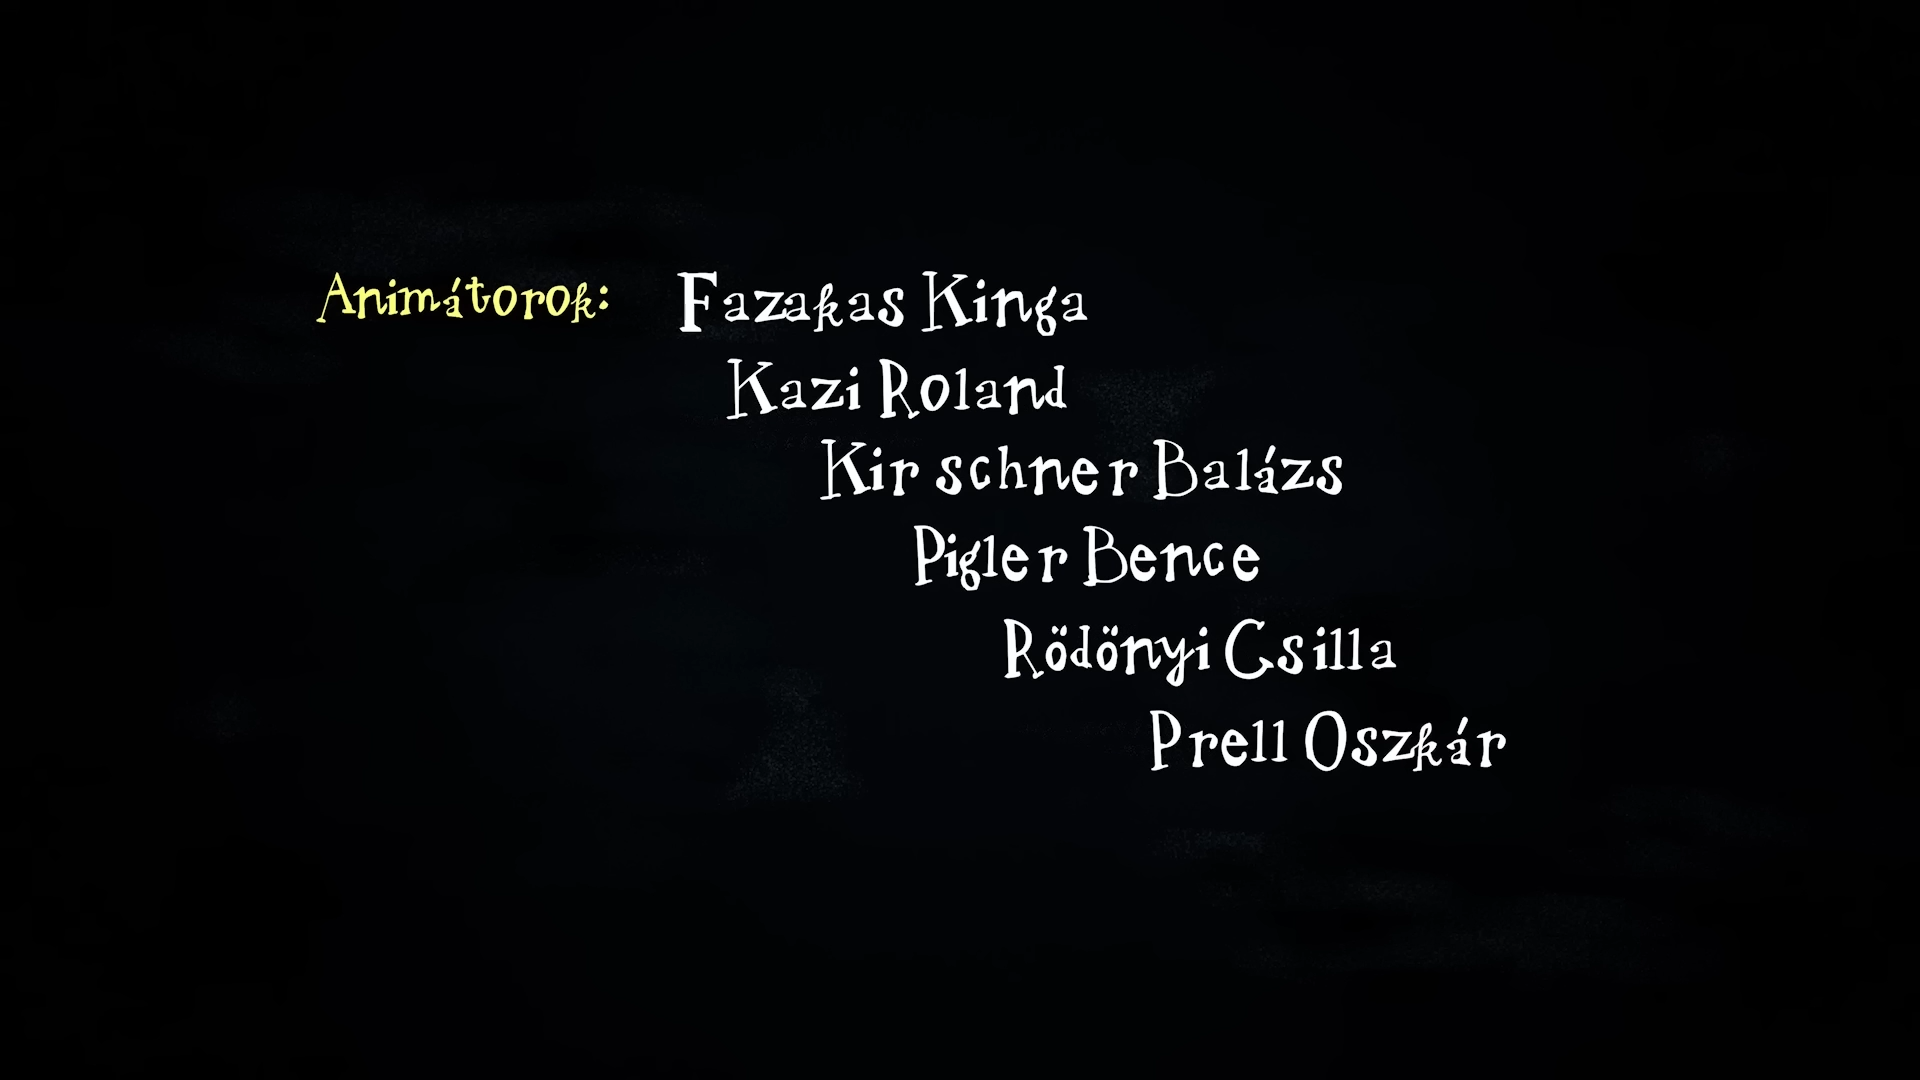 Animátorok: Fazakas Kinga
Kazi Roland
Kirschner Balázs
Pigler Bence
Rödönyi Csilla
Prell Oszkár